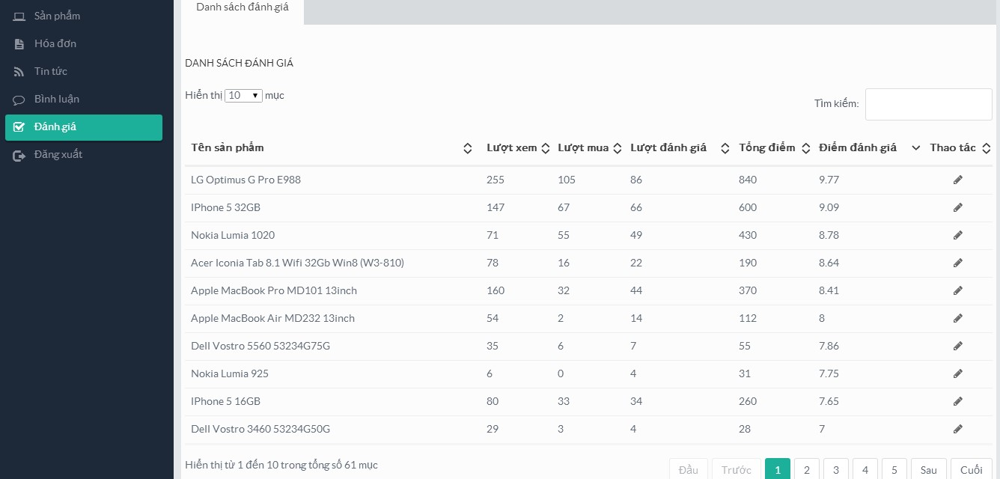 Sản phẩm
Hóa đơn
Tin tức
Bình luận
Đánh giá
Đăng xuất
Danh sách đánh giá
DANH SÁCH ĐÁNH GIÁ
Hiển thị 10 mục
Tìm kiếm:
Tên sản phẩm Lượt xem Lượt mua Lượt đánh giá Tổng điểm Điểm đánh giá Thao tác
LG Optimus G Pro E988 255 105 86 840 9.77
IPhone 5 32GB 147 67 66 600 9.09
Nokia Lumia 1020 71 55 49 430 8.78
Acer Iconia Tab 8.1 Wifi 32Gb Win8 (W3-810) 78 16 22 190 8.64
Apple MacBook Pro MD101 13inch 160 32 44 370 8.41
Apple MacBook Air MD232 13inch 54 2 14 112 8
Dell Vostro 5560 53234G75G 35 6 7 55 7.86
Nokia Lumia 925 6 0 4 31 7.75
IPhone 5 16GB 80 33 34 260 7.65
Dell Vostro 3460 53234G50G 29 3 4 28 7
Hiển thị từ 1 đến 10 trong tổng số 61 mục
Đầu Trước 1 2 3 4 5 Sau Cuối